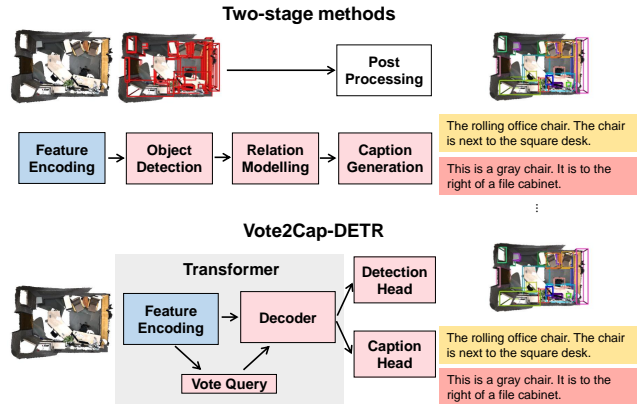 Two-stage methods
Post
Processing
Feature
Encoding
Object
Detection
Relation
Modelling
Caption
Generation
The rolling office chair. The chair
is next to the square desk.
This is a gray chair. It is to the
right of a file cabinet.
...
Vote2Cap-DETR
Transformer
Feature
Encoding
Decoder
Vote Query
Detection
Head
Caption
Head
The rolling office chair. The chair
is next to the square desk.
This is a gray chair. It is to the
right of a file cabinet.